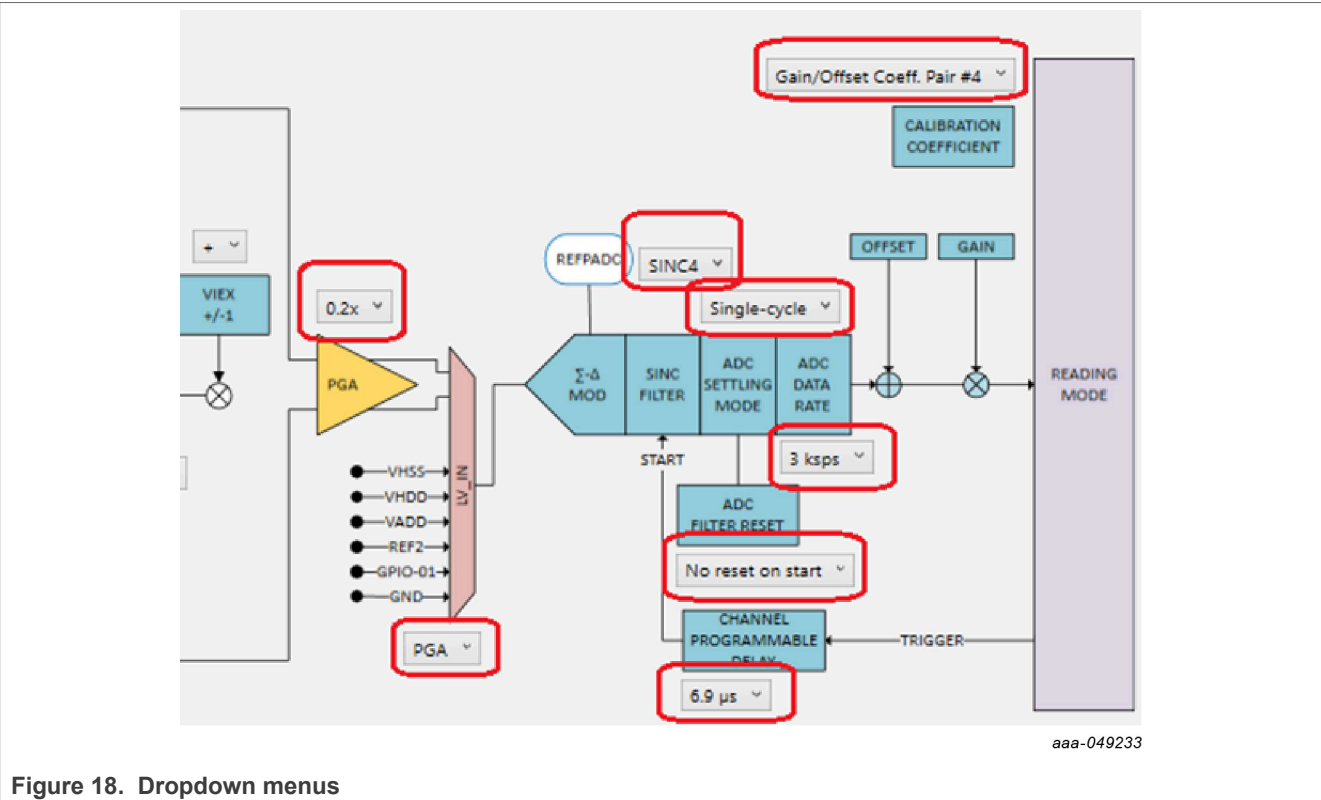 Gain/Offset Coeff. Pair #4
CALIBRATION
COEFFICIENT
+
REFPADC
SINC4
OFFSET
GAIN
VIEX
+/-1
0.2x
Single-cycle
PGA
Σ-Δ
MOD
SINC
FILTER
ADC
SETTLING
MODE
ADC
DATA
RATE
READING
MODE
START
3 ksps
LV_IN
VHSS
VHDD
VADD
REF2
GPIO-01
GND
ADC
FILTER RESET
No reset on start
CHANNEL
PROGRAMMABLE
DELAY
TRIGGER
PGA
6.9 µs
aaa-049233
Figure 18. Dropdown menus